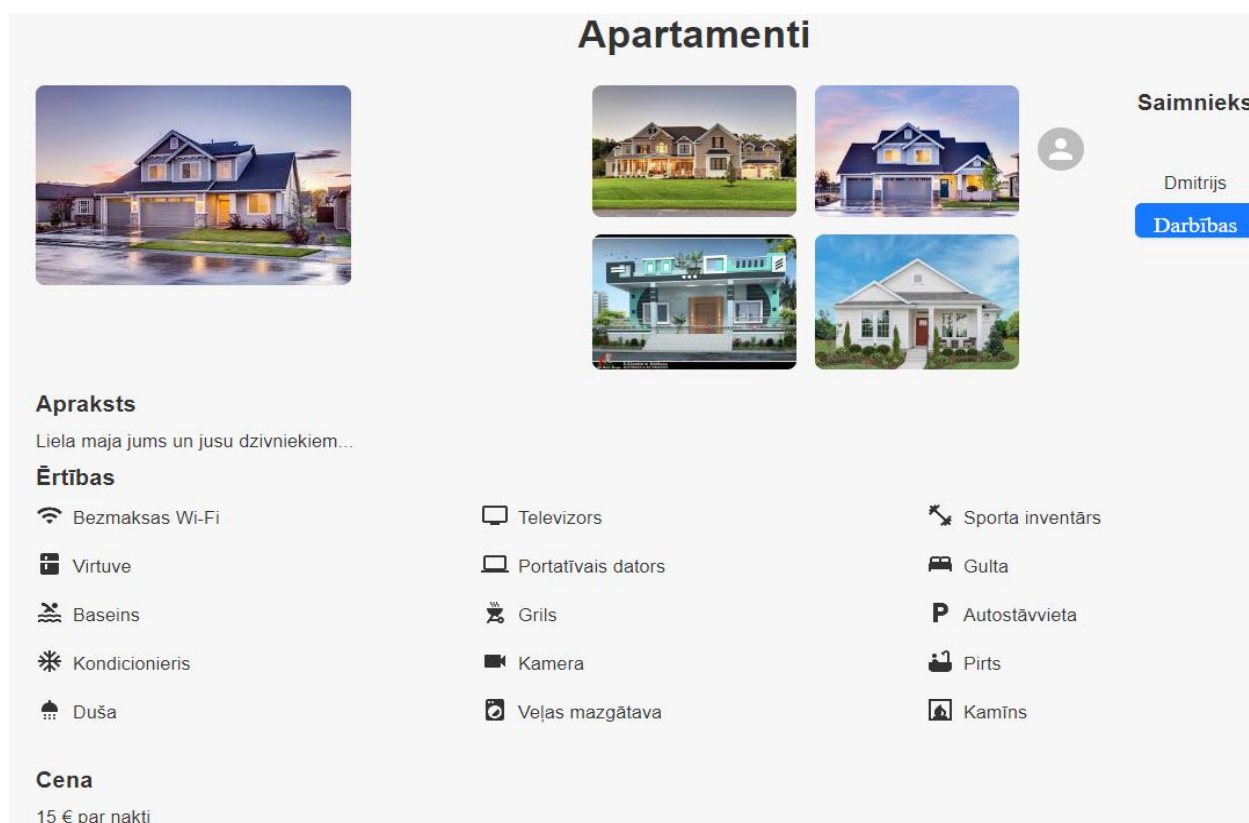 Apartamenti
Saimnieks
Dmitrijs
Darbības
Apraksts
Liela maja jums un jusu dzivniekiem...
Ērtības
Bezmaksas Wi-Fi
Televizors
Sporta inventārs
Virtuve
Portatīvais dators
Gulta
Baseins
Grils
P Autostāvvieta
Kondicionieris
Kamera
Pirts
Duša
Veļas mazgātava
Kamīns
Cena
15 € par nakti